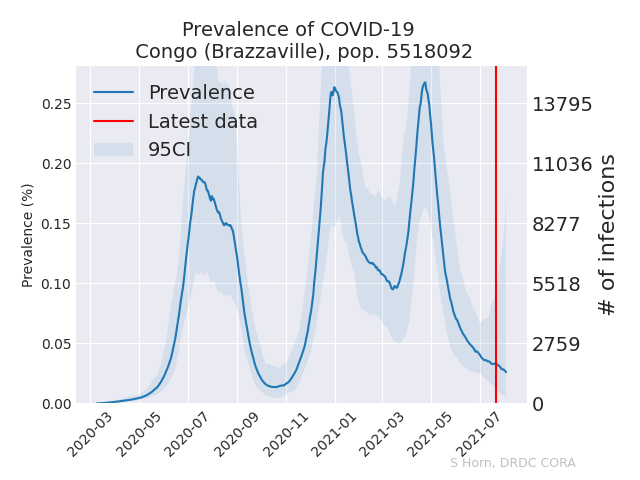 Prevalence of COVID-19
Congo (Brazzaville), pop. 5518092
Prevalence
Latest data
95CI
Prevalence (%)
0.25
0.20
0.15
0.10
0.05
0.00
13795
11036
8277
5518
2759
0
# of infections
2020-03
2020-05
2020-07
2020-09
2020-11
2021-01
2021-03
2021-05
2021-07
S Horn, DRDC CORA